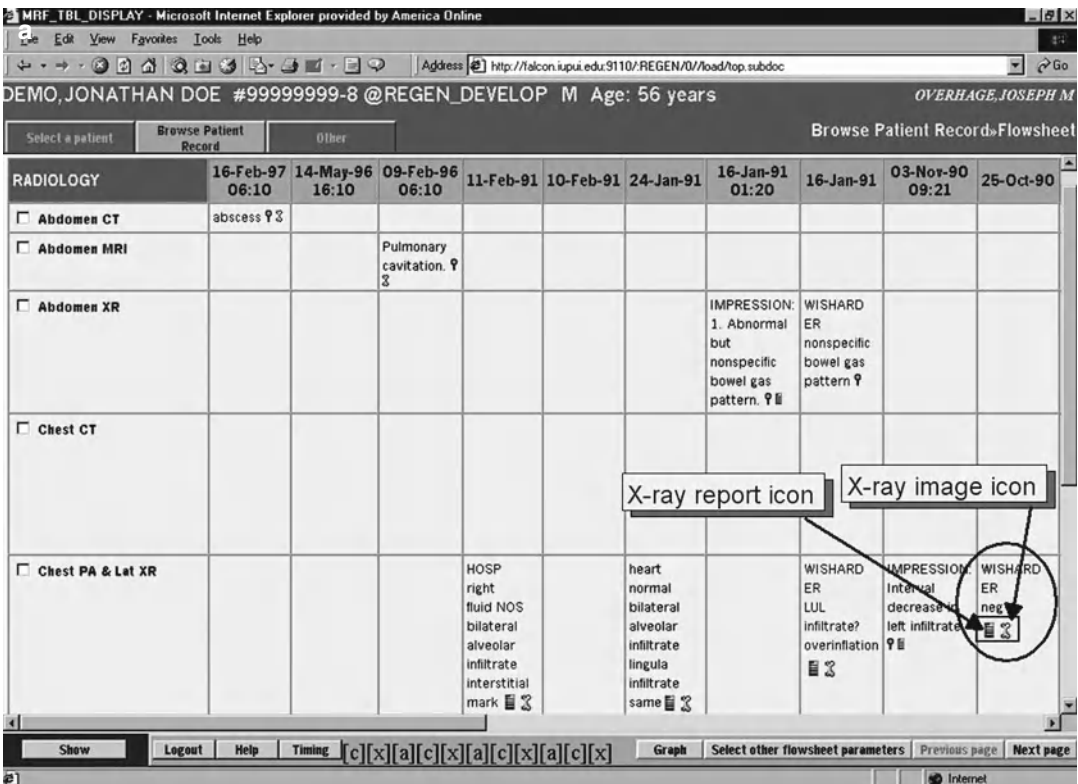 MRF_TBL_DISPLAY - Microsoft Internet Explorer provided by America Online
a
Edit View Favorites Tools Help
Address http://falcon.iupui.edu:9110/:REGEN/0//load/top.subdoc Go
DEMO,JONATHAN DOE #99999999-8 @REGEN_DEVELOP M Age: 56 years OVERHAGE,JOSEPH M
Select a patient
Browse Patient
Record
Other
Browse Patient Record»Flowsheet
RADIOLOGY
16-Feb-97
06:10
14-May-96
16:10
09-Feb-96
06:10
11-Feb-91
10-Feb-91
24-Jan-91
16-Jan-91
01:20
16-Jan-91
03-Nov-90
09:21
25-Oct-90
Abdomen CT
abscess
Abdomen MRI
Pulmonary
cavitation.
Abdomen XR
IMPRESSION:
1. Abnormal
but
nonspecific
bowel gas
pattern.
WISHARD
ER
nonspecific
bowel gas
pattern
Chest CT
X-ray report icon
X-ray image icon
Chest PA & Lat XR
HOSP
right
fluid NOS
bilateral
alveolar
infiltrate
interstitial
mark
heart
normal
bilateral
alveolar
infiltrate
lingula
infiltrate
same
WISHARD
ER
LUL
infiltrate?
overinflation
IMPRESSION:
Interval
decrease in
left infiltrate
WISHARD
ER
neg
Show Logout Help Timing [c][x][a][c][x][a][c][x][a][c][x] Graph Select other flowsheet parameters Previous page Next page
Internet